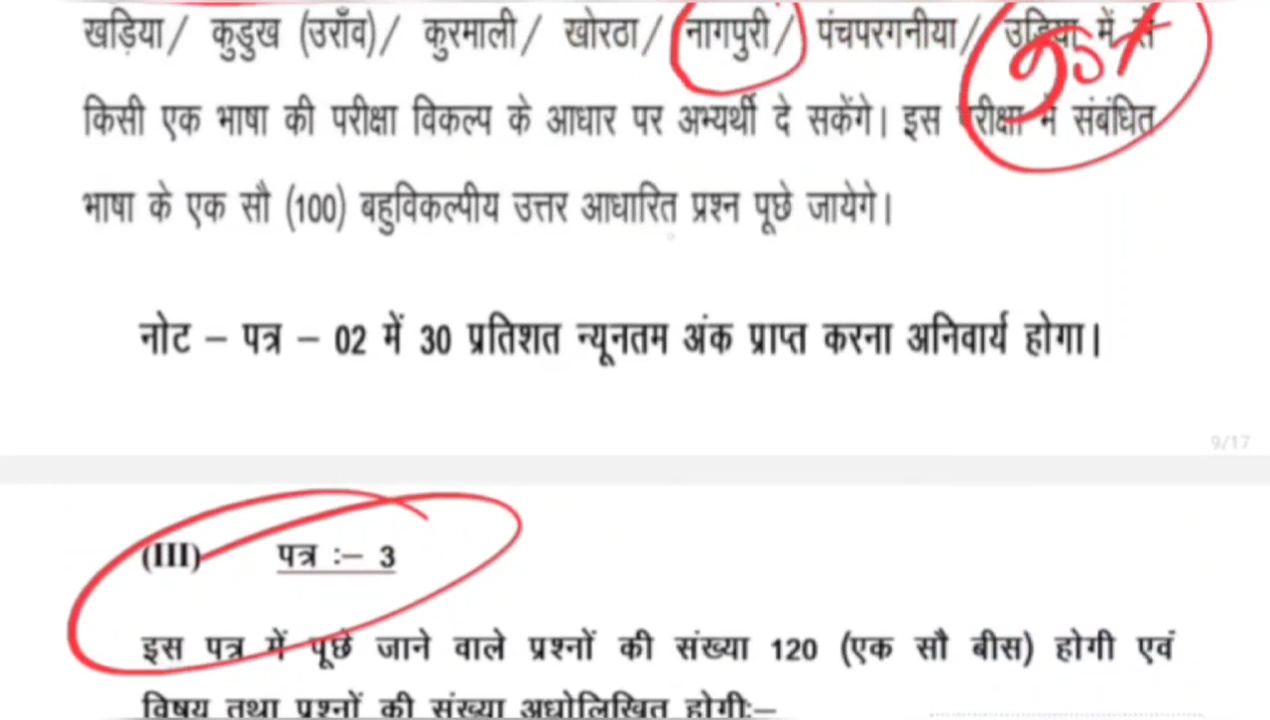 खड़िया/ कुडुख (उराँव)/ कुरमाली/ खोरठा/ नागपुरी/ पंचपरगनीया/ उड़िया में से
किसी एक भाषा की परीक्षा विकल्प के आधार पर अभ्यर्थी दे सकेंगे। इस परीक्षा में संबंधित
भाषा के एक सौ (100) बहुविकल्पीय उत्तर आधारित प्रश्न पूछे जायेगे।
नोट – पत्र – 02 में 30 प्रतिशत न्यूनतम अंक प्राप्त करना अनिवार्य होगा।
9/17
(III) पत्र :– 3
इस पत्र में पूछे जाने वाले प्रश्नों की संख्या 120 (एक सौ बीस) होगी एवं
विषय तथा प्रश्नों की संख्या अधोलिखित होगी:–